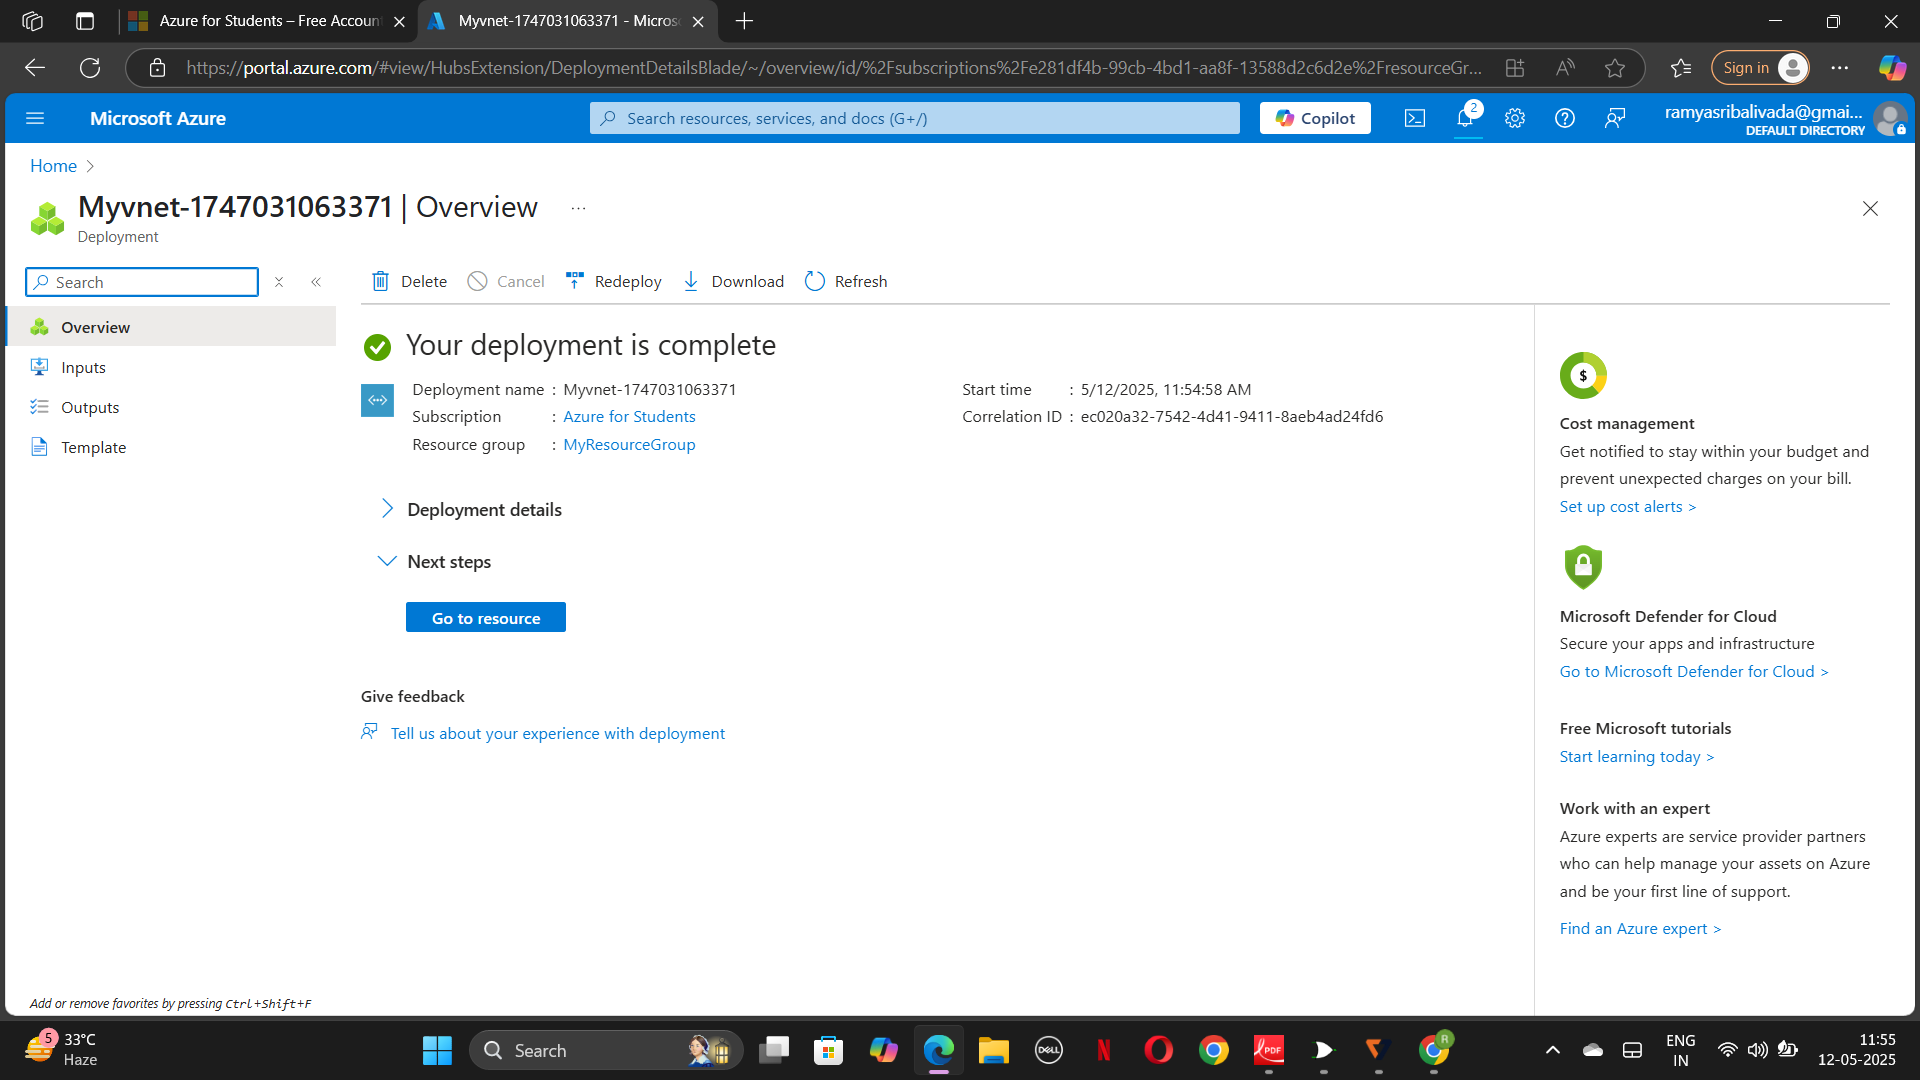 Azure for Students – Free Accoun
Myvnet-1747031063371 - Micros
https://portal.azure.com/#view/HubsExtension/DeploymentDetailsBlade/~/overview/id/%2Fsubscriptions%2Fe281df4b-99cb-4bd1-aa8f-13588d2c6d2e%2FresourceGr...
Sign in
Microsoft Azure
Search resources, services, and docs (G+/)
Copilot
2
ramyasribalivada@gmai...
DEFAULT DIRECTORY
Home
Myvnet-1747031063371 | Overview
...
Deployment
Search
Delete
Cancel
Redeploy
Download
Refresh
Overview
Inputs
Outputs
Template
Your deployment is complete
Deployment name : Myvnet-1747031063371
Subscription : Azure for Students
Resource group : MyResourceGroup
Start time : 5/12/2025, 11:54:58 AM
Correlation ID : ec020a32-7542-4d41-9411-8aeb4ad24fd6
Deployment details
Next steps
Go to resource
Give feedback
Tell us about your experience with deployment
$
Cost management
Get notified to stay within your budget and
prevent unexpected charges on your bill.
Set up cost alerts >
Microsoft Defender for Cloud
Secure your apps and infrastructure
Go to Microsoft Defender for Cloud >
Free Microsoft tutorials
Start learning today >
Work with an expert
Azure experts are service provider partners
who can help manage your assets on Azure
and be your first line of support.
Find an Azure expert >
Add or remove favorites by pressing Ctrl+Shift+F
5
33°C
Haze
Search
DELL
N
PDF
R
ENG
IN
11:55
12-05-2025